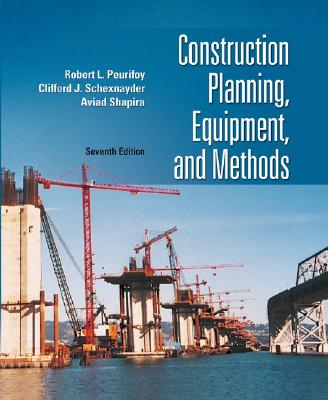 Robert L. Peurifoy
Clifford J. Schexnayder
Aviad Shapira
Seventh Edition
Construction
Planning,
Equipment,
and Methods